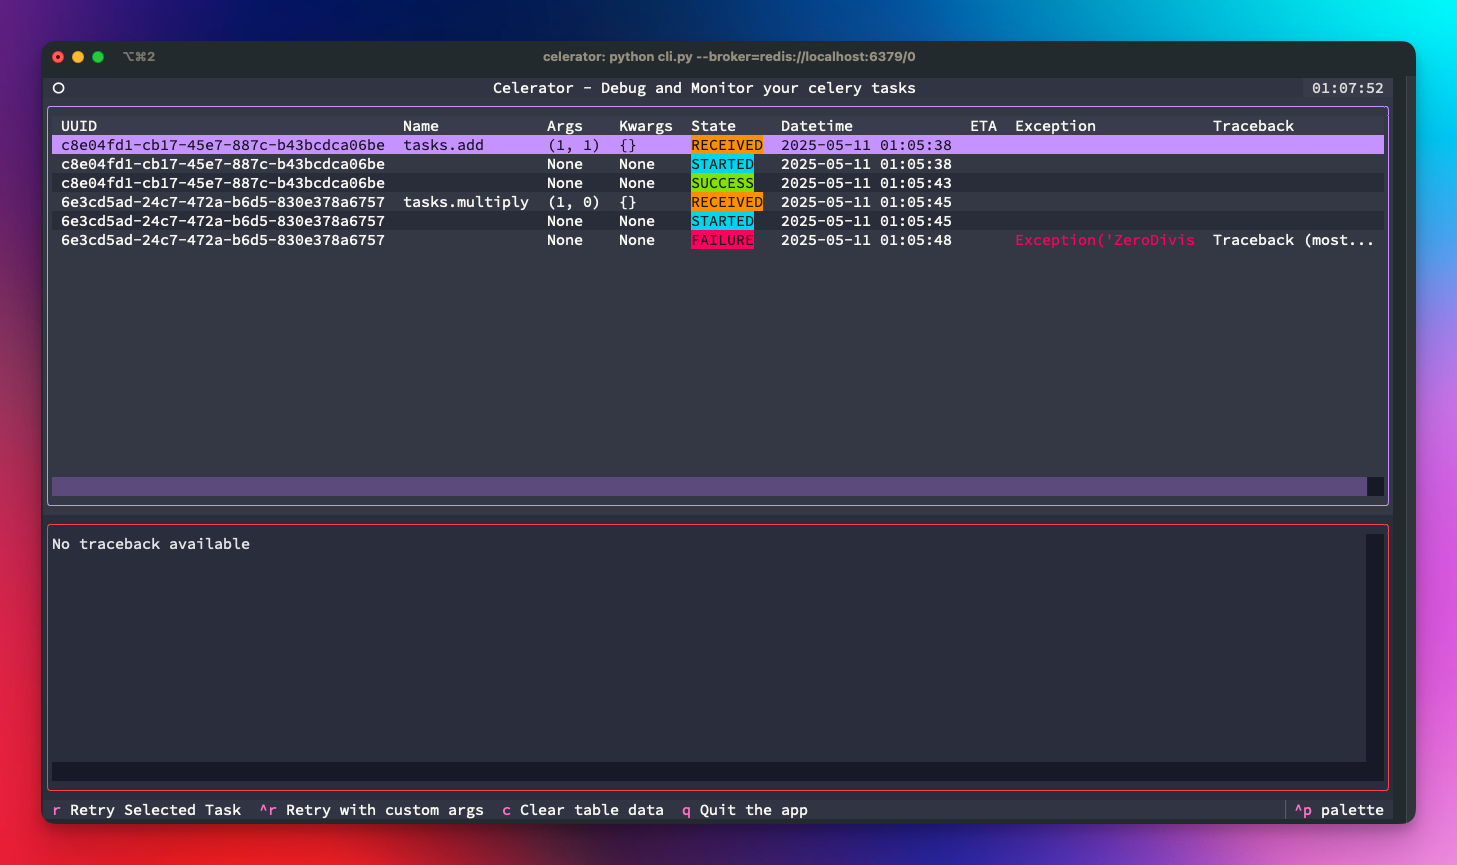 ⌥⌘2 celerator: python cli.py --broker=redis://localhost:6379/0
Celerator - Debug and Monitor your celery tasks 01:07:52
UUID Name Args Kwargs State Datetime ETA Exception Traceback
c8e04fd1-cb17-45e7-887c-b43bcdca06be tasks.add (1, 1) {} RECEIVED 2025-05-11 01:05:38
c8e04fd1-cb17-45e7-887c-b43bcdca06be None None STARTED 2025-05-11 01:05:38
c8e04fd1-cb17-45e7-887c-b43bcdca06be None None SUCCESS 2025-05-11 01:05:43
6e3cd5ad-24c7-472a-b6d5-830e378a6757 tasks.multiply (1, 0) {} RECEIVED 2025-05-11 01:05:45
6e3cd5ad-24c7-472a-b6d5-830e378a6757 None None STARTED 2025-05-11 01:05:45
6e3cd5ad-24c7-472a-b6d5-830e378a6757 None None FAILURE 2025-05-11 01:05:48 Exception('ZeroDivis Traceback (most...
No traceback available
r Retry Selected Task ^r Retry with custom args c Clear table data q Quit the app ^p palette